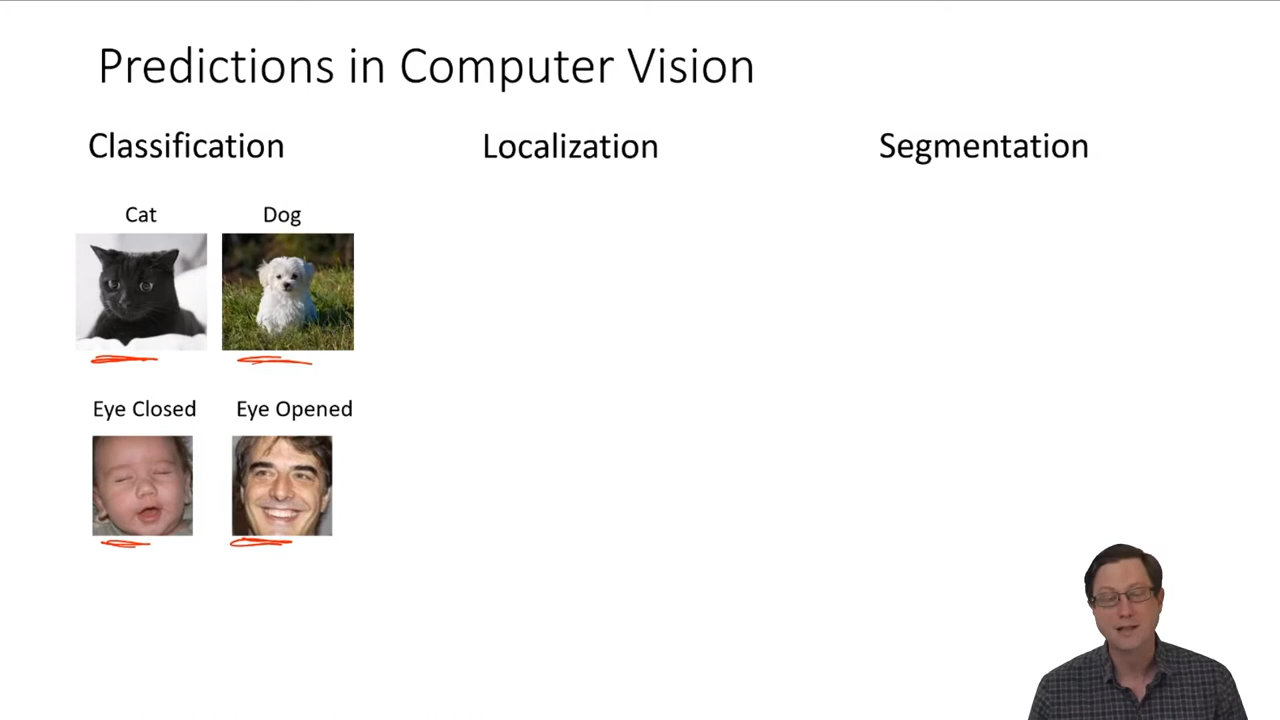 Predictions in Computer Vision
Classification Localization Segmentation
Cat Dog
Eye Closed Eye Opened